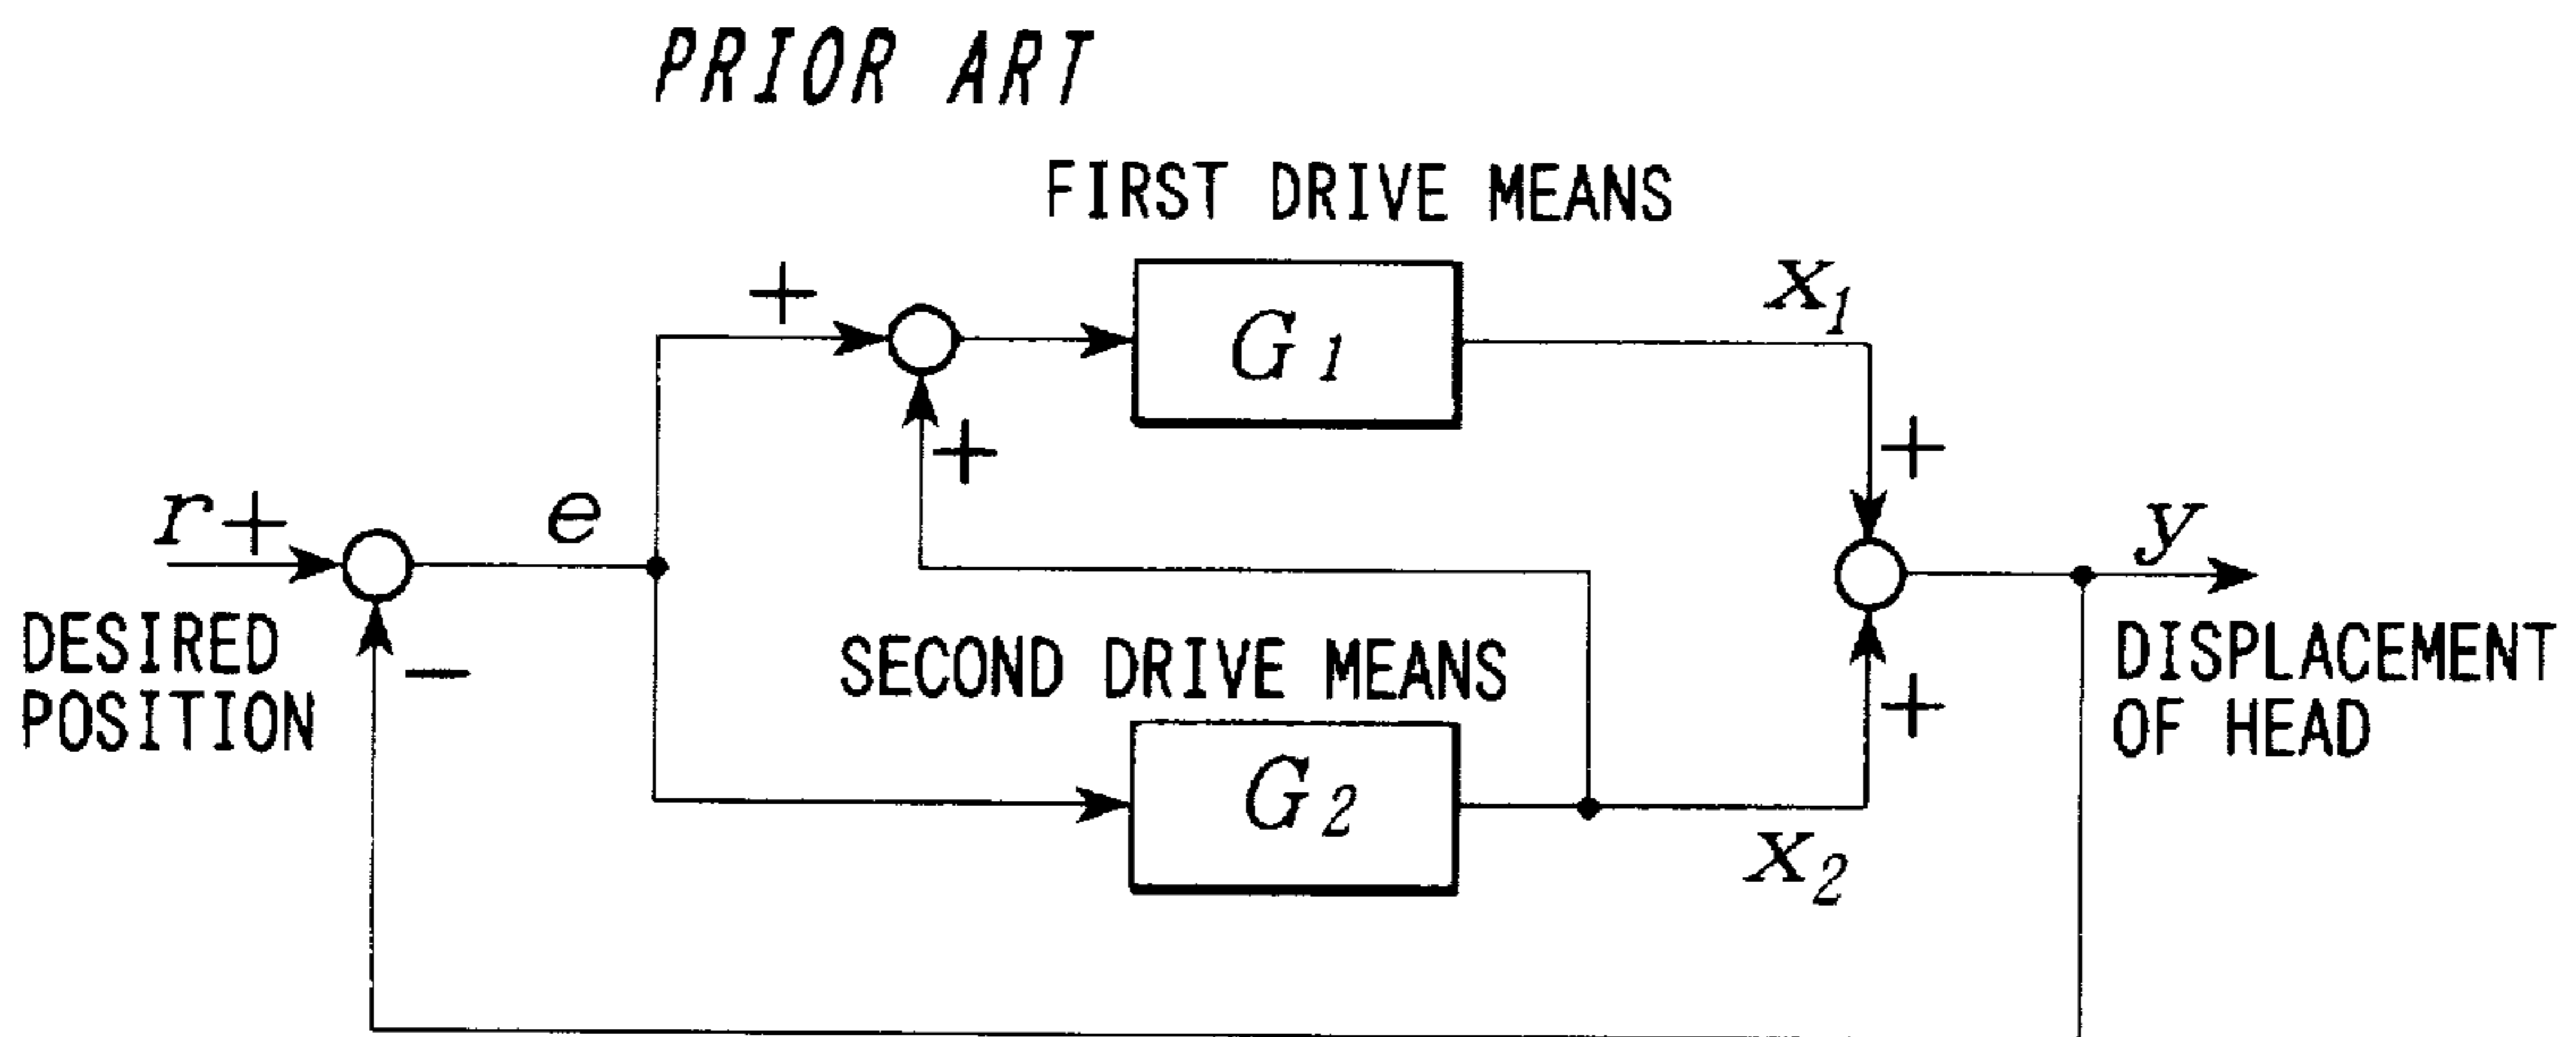 PRIOR ART
FIRST DRIVE MEANS
+
G1
x1
+
+
r+
e
+
y
DESIRED
POSITION
−
SECOND DRIVE MEANS
G2
x2
+
DISPLACEMENT
OF HEAD